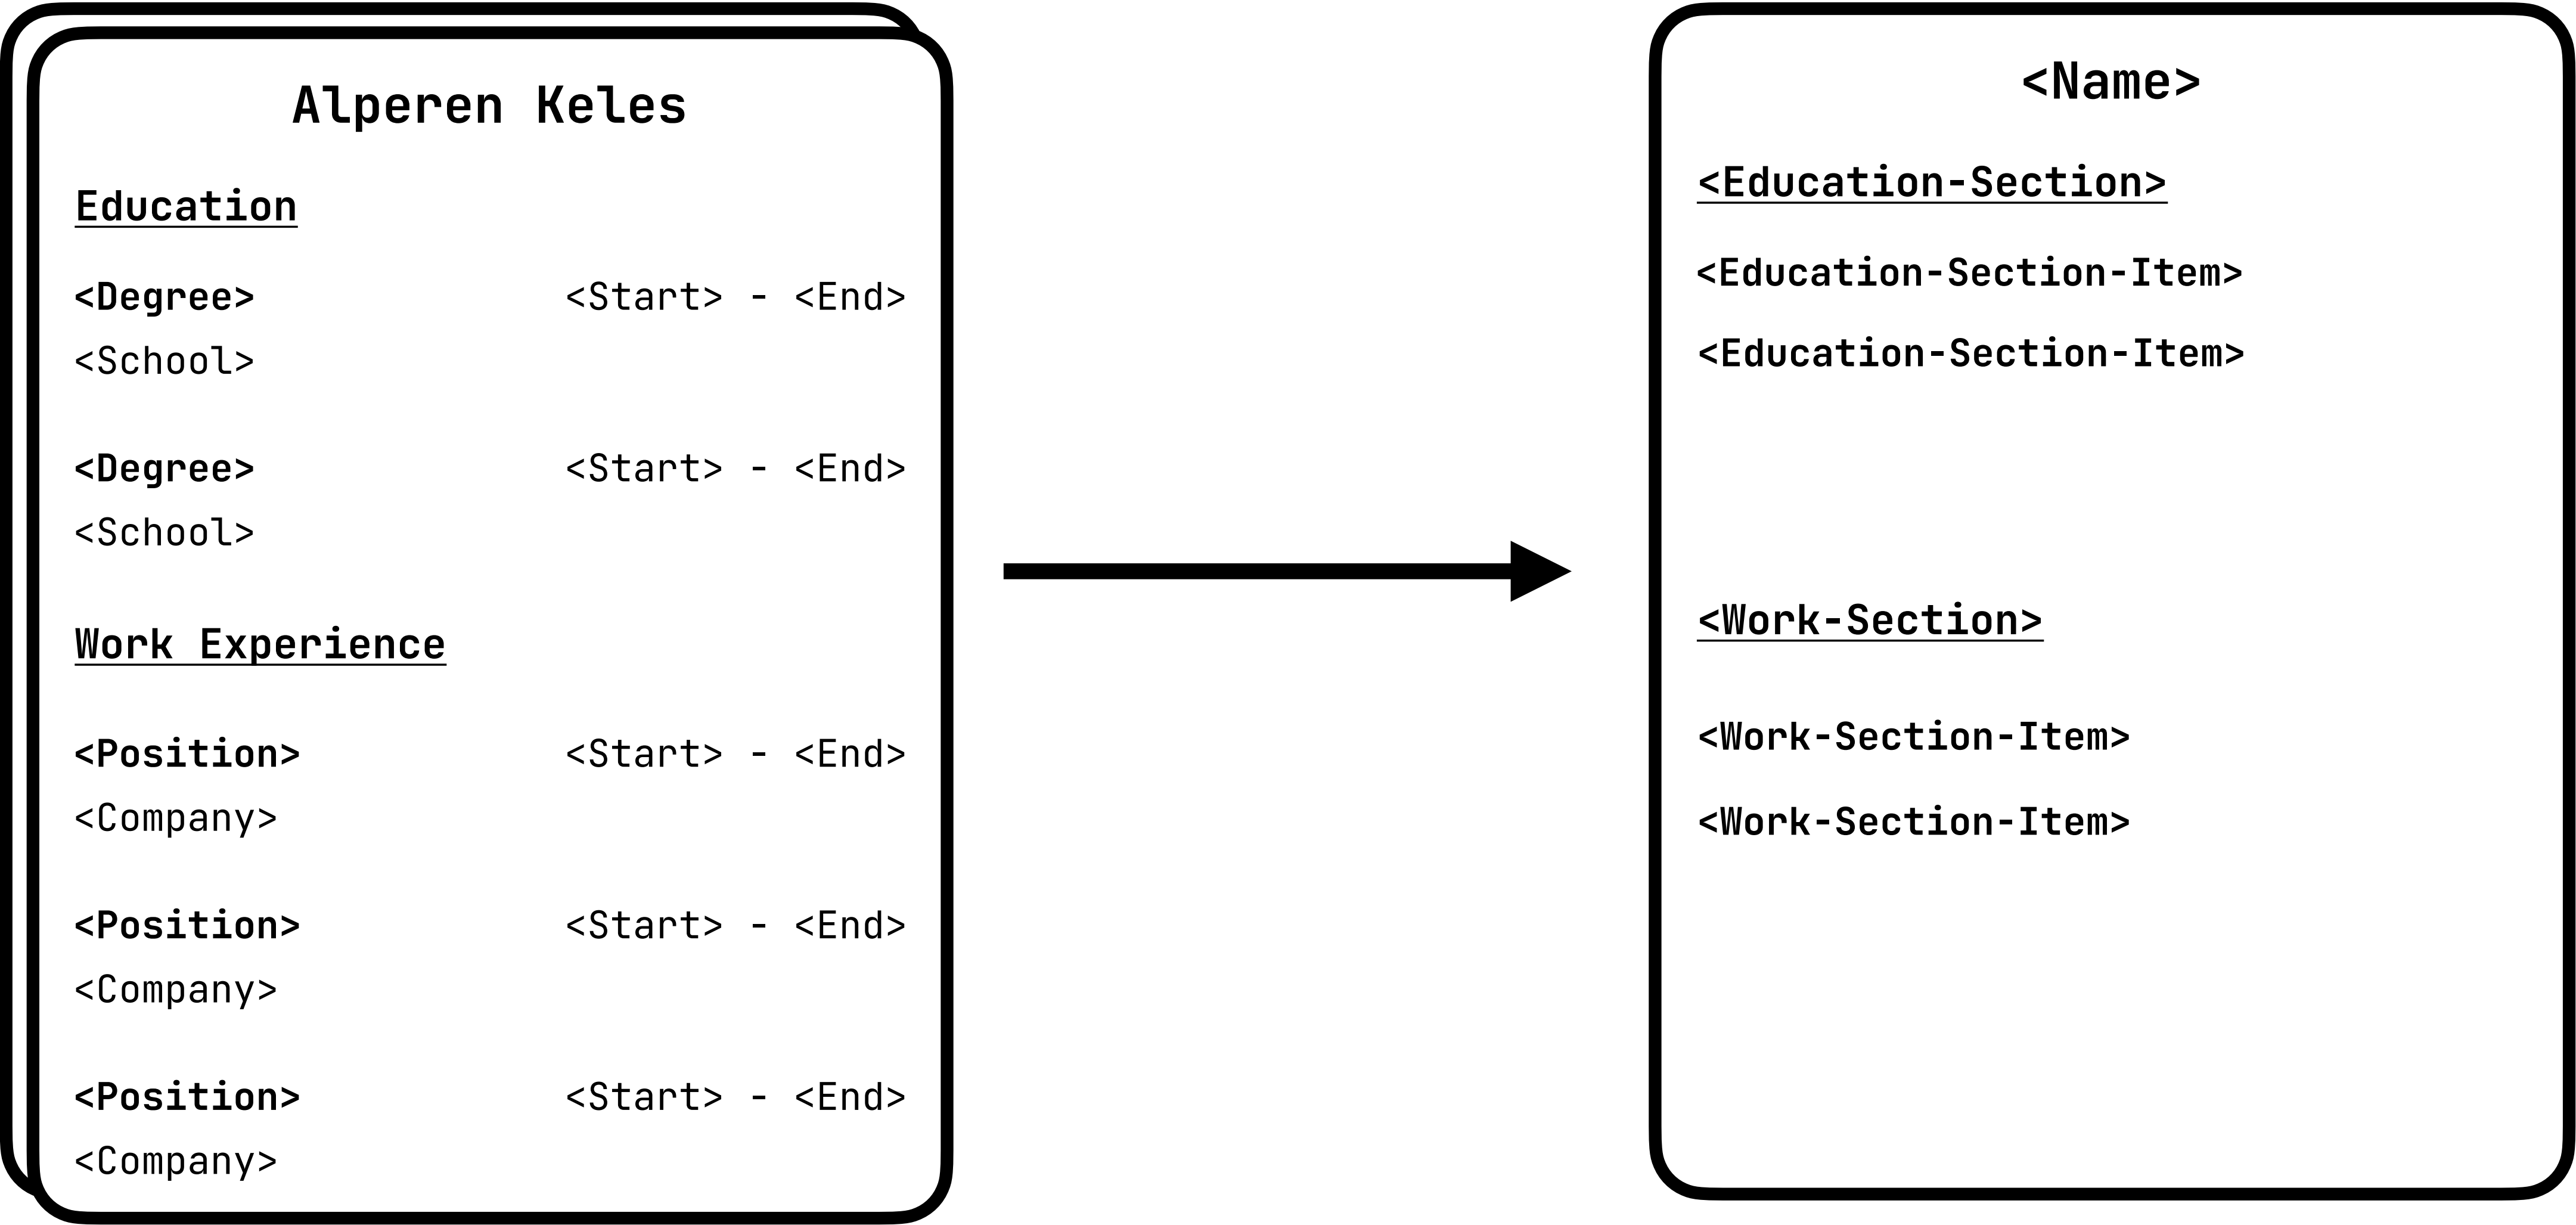 Alperen Keles
Education
<Degree> <Start> - <End>
<School>
<Degree> <Start> - <End>
<School>
Work Experience
<Position> <Start> - <End>
<Company>
<Position> <Start> - <End>
<Company>
<Position> <Start> - <End>
<Company>
<Name>
<Education-Section>
<Education-Section-Item>
<Education-Section-Item>
<Work-Section>
<Work-Section-Item>
<Work-Section-Item>